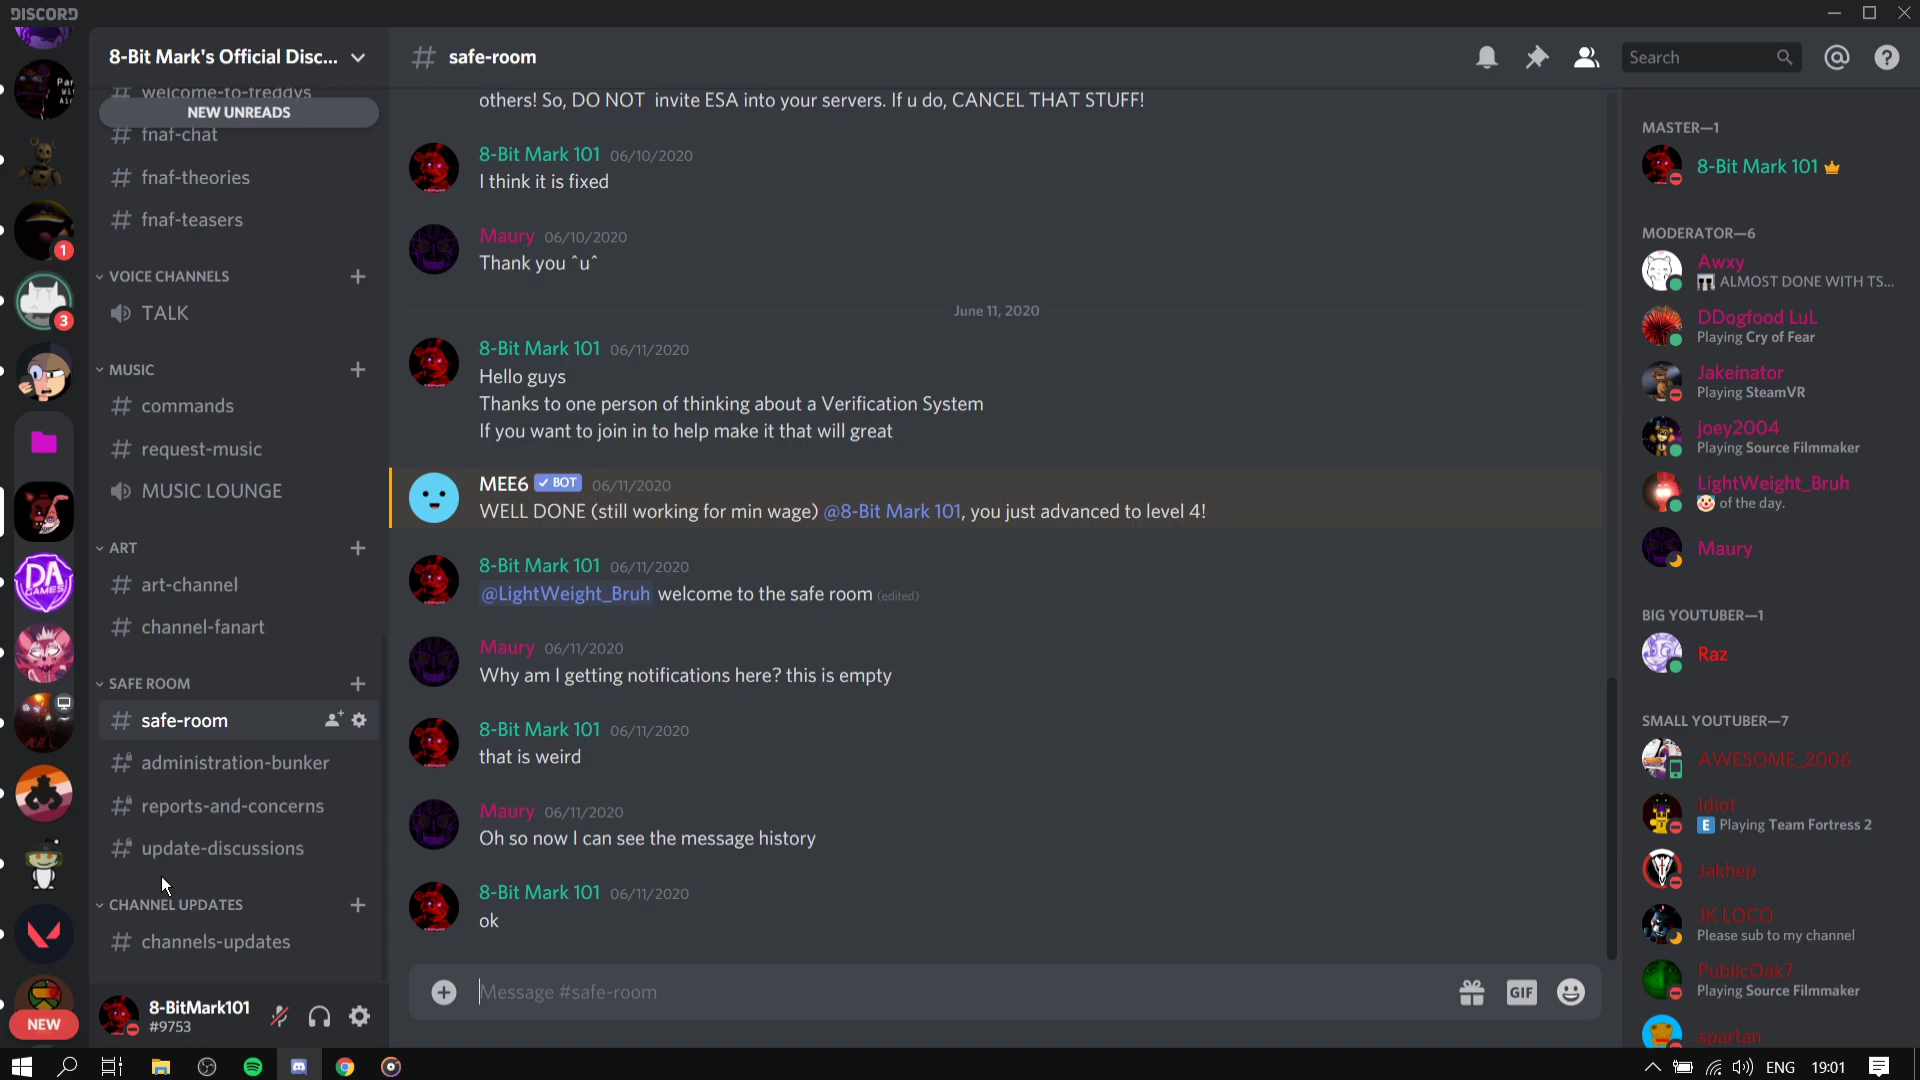 DISCORD
8-Bit Mark's Official Disc...
safe-room
Search
welcome-to-freddys
NEW UNREADS
fnaf-chat
fnaf-theories
fnaf-teasers
VOICE CHANNELS
TALK
MUSIC
commands
request-music
MUSIC LOUNGE
ART
art-channel
channel-fanart
SAFE ROOM
safe-room
administration-bunker
reports-and-concerns
update-discussions
CHANNEL UPDATES
channels-updates
8-BitMark101
#9753
1
3
DA
GAMES
NEW
others! So, DO NOT invite ESA into your servers. If u do, CANCEL THAT STUFF!
8-Bit Mark 101 06/10/2020
I think it is fixed
Maury 06/10/2020
Thank you ^u^
June 11, 2020
8-Bit Mark 101 06/11/2020
Hello guys
Thanks to one person of thinking about a Verification System
If you want to join in to help make it that will great
MEE6 ✓ BOT 06/11/2020
WELL DONE (still working for min wage) @8-Bit Mark 101, you just advanced to level 4!
8-Bit Mark 101 06/11/2020
@LightWeight_Bruh welcome to the safe room (edited)
Maury 06/11/2020
Why am I getting notifications here? this is empty
8-Bit Mark 101 06/11/2020
that is weird
Maury 06/11/2020
Oh so now I can see the message history
8-Bit Mark 101 06/11/2020
ok
Message #safe-room
GIF
MASTER—1
8-Bit Mark 101
MODERATOR—6
Awxy
ALMOST DONE WITH TS...
DDogfood LuL
Playing Cry of Fear
Jakeinator
Playing SteamVR
joey2004
Playing Source Filmmaker
LightWeight_Bruh
of the day.
Maury
BIG YOUTUBER—1
Raz
SMALL YOUTUBER—7
AWESOME_2006
Idiot
E Playing Team Fortress 2
Jakhep
JK LOCO
Please sub to my channel
PublicOak7
Playing Source Filmmaker
spartan
ENG 19:01